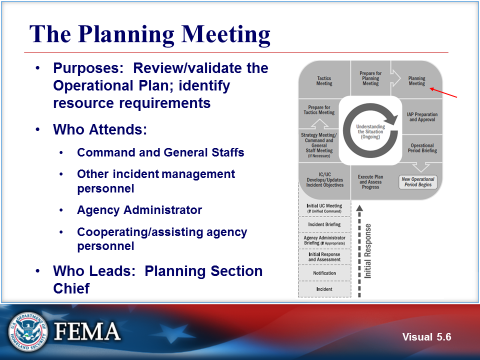 The Planning Meeting
• Purposes: Review/validate the
Operational Plan; identify
resource requirements
• Who Attends:
• Command and General Staffs
• Other incident management
personnel
• Agency Administrator
• Cooperating/assisting agency
personnel
• Who Leads: Planning Section
Chief
Tactics
Meeting
Prepare for
Planning
Meeting
Planning
Meeting
Prepare for
Tactics Meeting
IAP Preparation
and Approval
Understanding
the Situation
(Ongoing)
Strategy Meeting/
Command and
General
Staff Meeting
(If Necessary)
Operational
Period Briefing
IC/UC
Develops/Updates
Incident Objectives
Execute Plan
and Assess
Progress
New Operational
Period Begins
Initial UC Meeting
(If Unified Command)
Incident Briefing
Agency Administrator
Briefing (If Appropriate)
Initial Response
and Assessment
Notification
Incident
Initial Response
FEMA
Visual 5.6